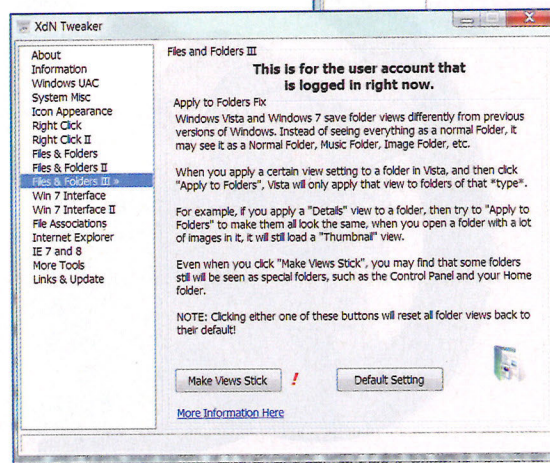 XdN Tweaker
About
Information
Windows UAC
System Misc
Icon Appearance
Right Click
Right Click II
Files & Folders
Files & Folders II
Files & Folders III »
Win 7 Interface
Win 7 Interface II
File Associations
Internet Explorer
IE 7 and 8
More Tools
Links & Update
Files and Folders III
This is for the user account that
is logged in right now.
Apply to Folders Fix
Windows Vista and Windows 7 save folder views differently from previous
versions of Windows. Instead of seeing everything as a normal Folder, it
may see it as a Normal Folder, Music Folder, Image Folder, etc.
When you apply a certain view setting to a folder in Vista, and then click
"Apply to Folders", Vista will only apply that view to folders of that *type*.
For example, if you apply a "Details" view to a folder, then try to "Apply to
Folders" to make them all look the same, when you open a folder with a lot
of images in it, it will still load a "Thumbnail" view.
Even when you click "Make Views Stick", you may find that some folders
still will be seen as special folders, such as the Control Panel and your Home
folder.
NOTE: Clicking either one of these buttons will reset all folder views back to
their default!
Make Views Stick ! Default Setting
More Information Here